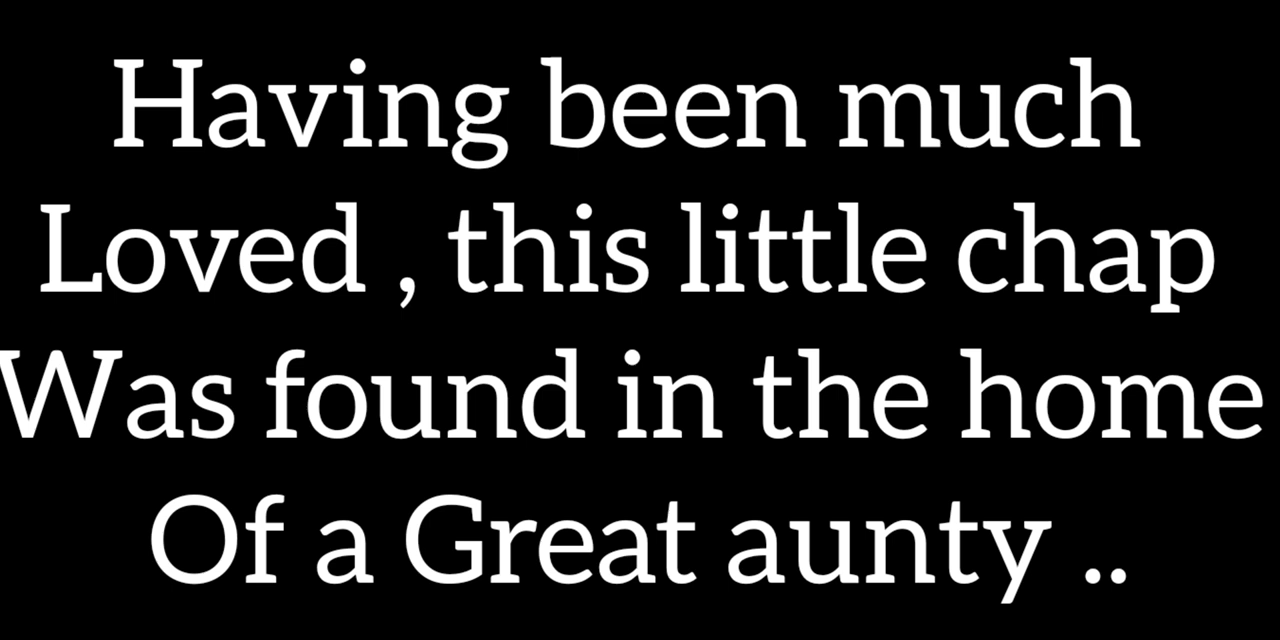 Having been much
Loved , this little chap
Was found in the home
Of a Great aunty ..